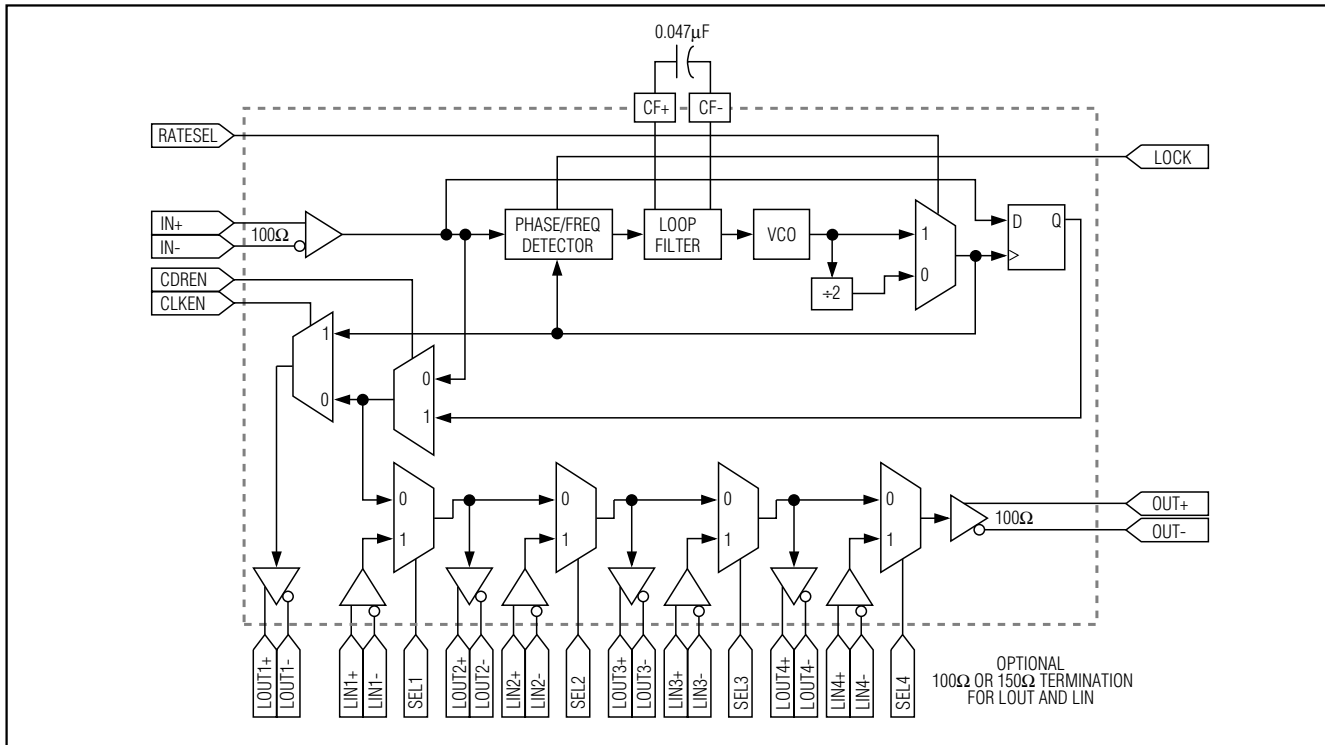 0.047µF
CF+
CF-
RATESEL
LOCK
IN+
IN-
100Ω
PHASE/FREQ
DETECTOR
LOOP
FILTER
VCO
1
0
÷2
D
Q
CDREN
CLKEN
1
0
0
1
0
1
0
1
0
1
0
1
100Ω
OUT+
OUT-
LOUT1+
LOUT1-
LIN1+
LIN1-
SEL1
LOUT2+
LOUT2-
LIN2+
LIN2-
SEL2
LOUT3+
LOUT3-
LIN3+
LIN3-
SEL3
LOUT4+
LOUT4-
LIN4+
LIN4-
SEL4
OPTIONAL
100Ω OR 150Ω TERMINATION
FOR LOUT AND LIN